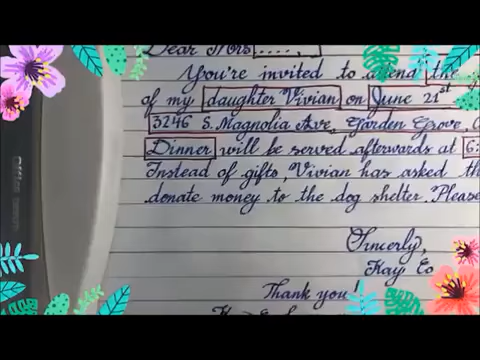 Dear Mrs ....,
You're invited to attend the
of my daughter Vivian on June 21st
3246 S. Magnolia Ave, Garden Grove,
Dinner will be served afterwards at 6:
Instead of gifts, Vivian has asked
donate money to the dog shelter. Please
Sincerly,
Kay Co
Thank you!